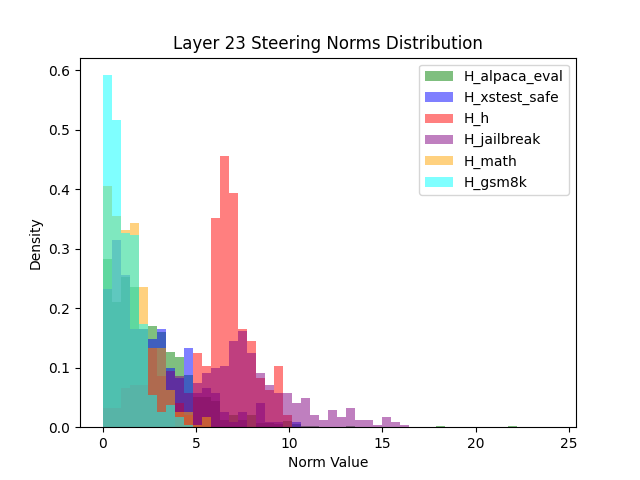 Layer 23 Steering Norms Distribution
H_alpaca_eval
H_xstest_safe
H_h
H_jailbreak
H_math
H_gsm8k
0.6
0.5
0.4
0.3
0.2
0.1
0.0
Density
0 5 10 15 20 25
Norm Value